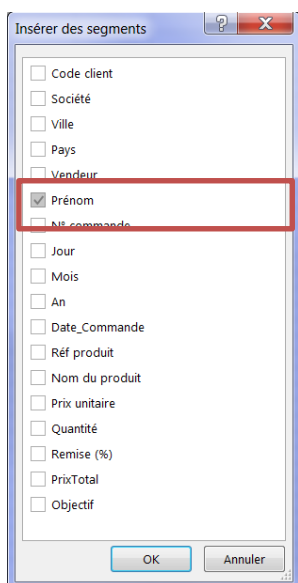 Insérer des segments
Code client
Société
Ville
Pays
Vendeur
Prénom
N° commande
Jour
Mois
An
Date_Commande
Réf produit
Nom du produit
Prix unitaire
Quantité
Remise (%)
PrixTotal
Objectif
OK Annuler